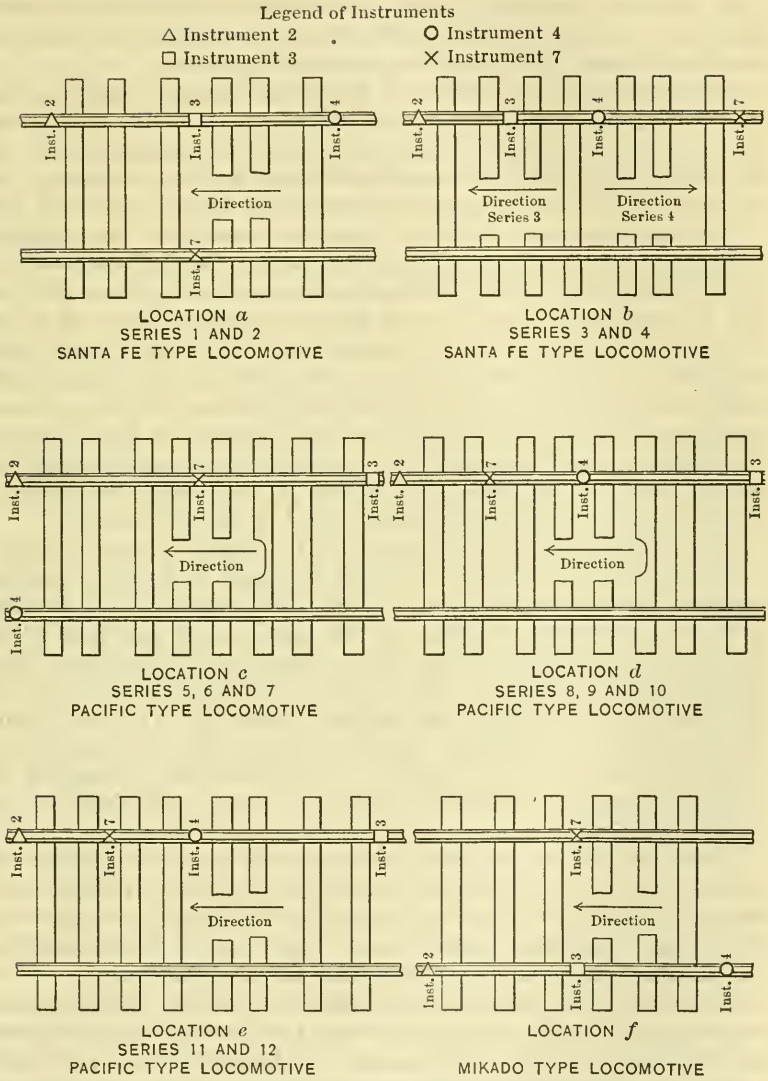 Legend of Instruments
△ Instrument 2
○ Instrument 4
□ Instrument 3
× Instrument 7
Inst. 2
Inst. 3
Inst. 4
Direction
Inst. 7
LOCATION a
SERIES 1 AND 2
SANTA FE TYPE LOCOMOTIVE
Inst. 2
Inst. 3
Inst. 4
Inst. 7
Direction
Series 3
Direction
Series 4
LOCATION b
SERIES 3 AND 4
SANTA FE TYPE LOCOMOTIVE
Inst. 2
Inst. 7
Inst. 3
Direction
Inst. 4
LOCATION c
SERIES 5, 6 AND 7
PACIFIC TYPE LOCOMOTIVE
Inst. 2
Inst. 7
Inst. 4
Inst. 3
Direction
LOCATION d
SERIES 8, 9 AND 10
PACIFIC TYPE LOCOMOTIVE
Inst. 2
Inst. 7
Inst. 4
Inst. 3
Direction
LOCATION e
SERIES 11 AND 12
PACIFIC TYPE LOCOMOTIVE
Inst. 7
Direction
Inst. 2
Inst. 3
Inst. 4
LOCATION f
MIKADO TYPE LOCOMOTIVE